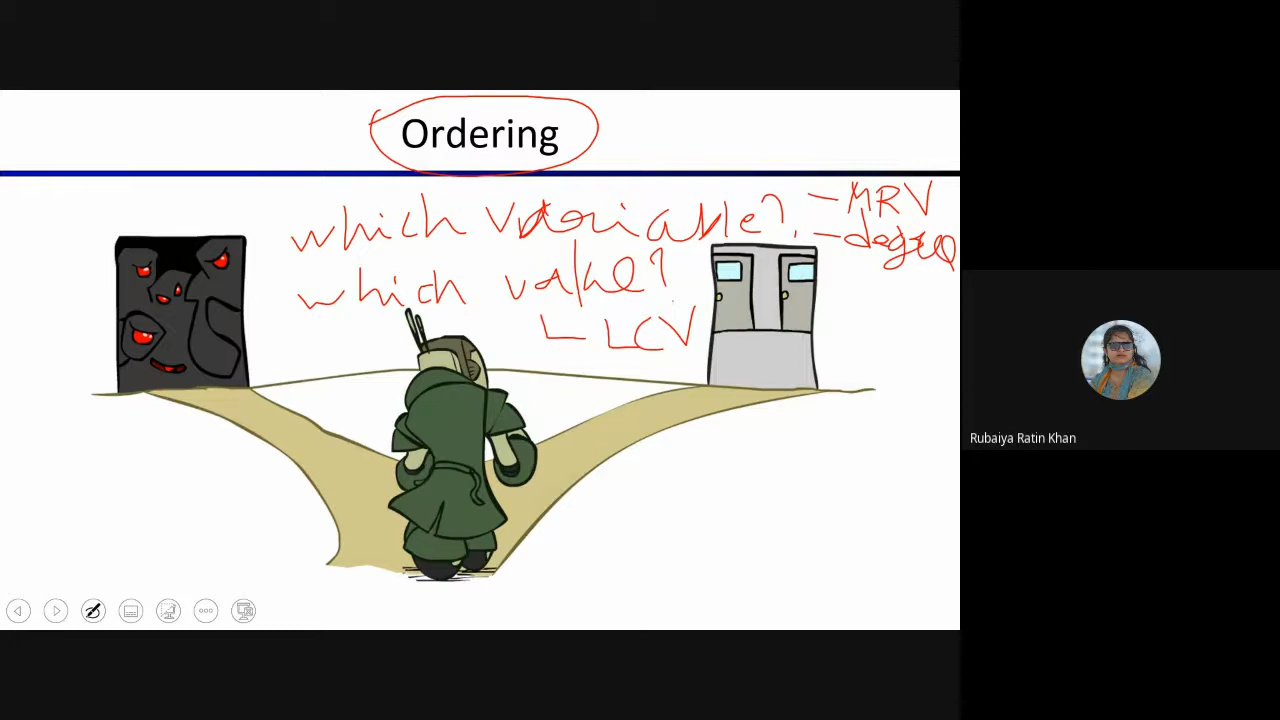 Ordering
which variable? - MRV
- degree
which value?
LCV
Rubaiya Ratin Khan